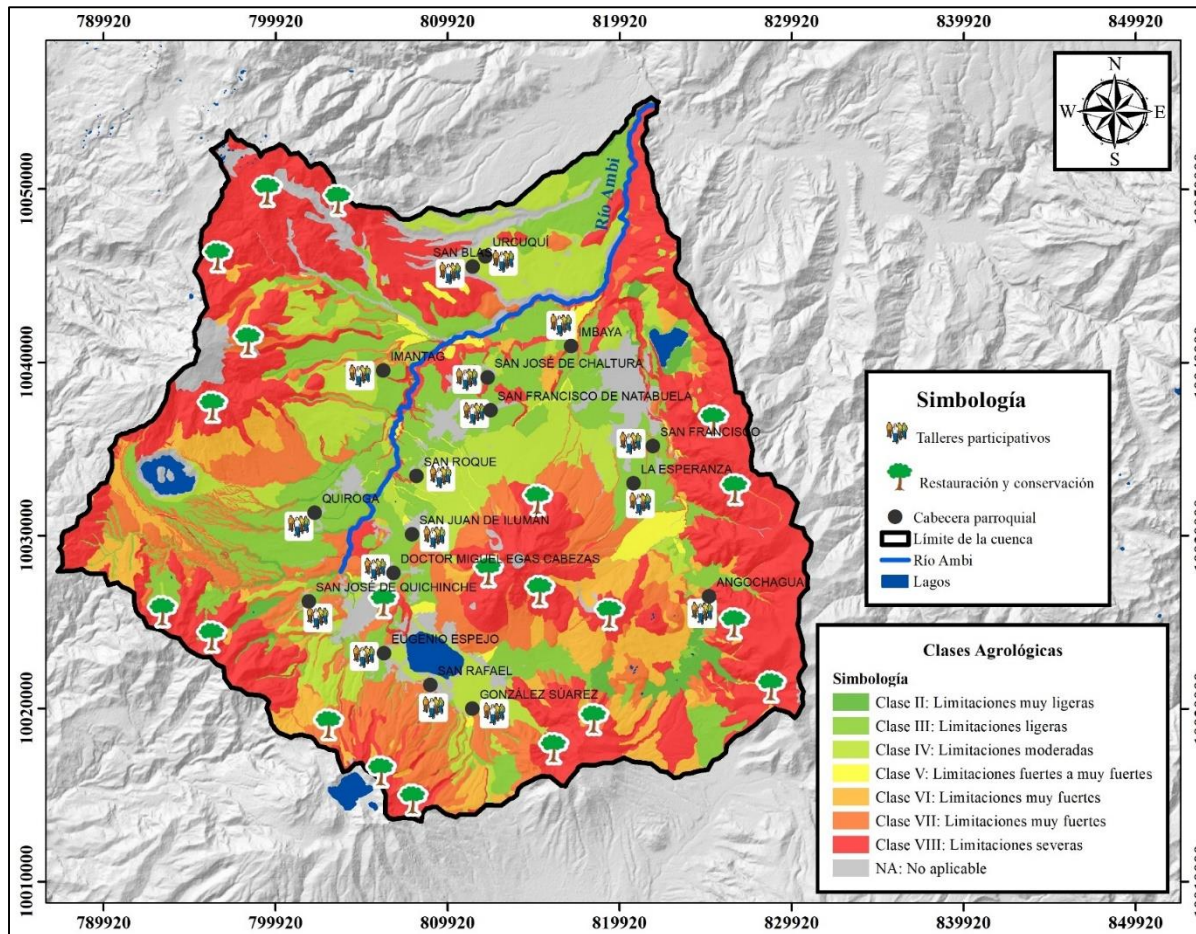 789920 799920 809920 819920 829920 839920 849920
N
W E
S
10050000
Río Ambi
URCUQUÍ
SAN BLAS
IMBAYA
10040000
IMANTAG
SAN JOSÉ DE CHALTURA
SAN FRANCISCO DE NATABUELA
SAN FRANCISCO
SAN ROQUE
LA ESPERANZA
QUIROGA
10030000
SAN JUAN DE ILUMÁN
DOCTOR MIGUEL EGAS CABEZAS
SAN JOSÉ DE QUICHINCHE
ANGOCHAGUA
EUGENIO ESPEJO
SAN RAFAEL
GONZÁLEZ SÚAREZ
10020000
10010000
Simbología
Talleres participativos
Restauración y conservación
Cabecera parroquial
Límite de la cuenca
Río Ambi
Lagos
Clases Agrológicas
Simbología
Clase II: Limitaciones muy ligeras
Clase III: Limitaciones ligeras
Clase IV: Limitaciones moderadas
Clase V: Limitaciones fuertes a muy fuertes
Clase VI: Limitaciones muy fuertes
Clase VII: Limitaciones muy fuertes
Clase VIII: Limitaciones severas
NA: No aplicable
789920 799920 809920 819920 829920 839920 849920